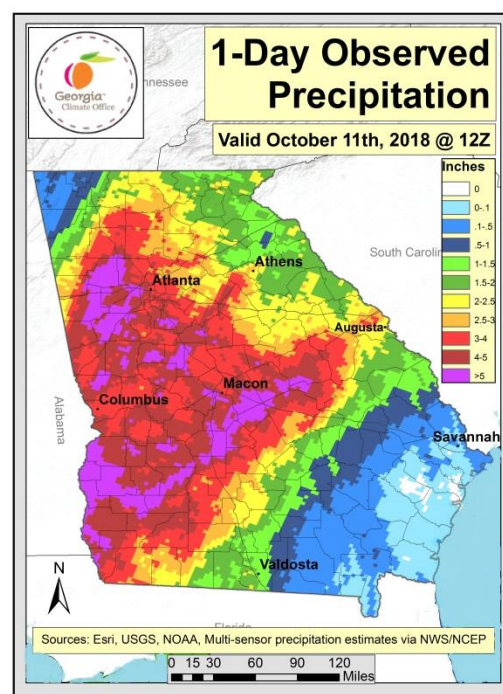 Georgia
Climate Office
1-Day Observed
Precipitation
Valid October 11th, 2018 @ 12Z
Inches
0
0-.1
.1-.5
.5-1
1-1.5
1.5-2
2-2.5
2.5-3
3-4
4-5
>5
nnessee
South Carolin
Athens
Atlanta
Augusta
Macon
Columbus
Alabama
Savannah
Valdosta
N
Florida
Sources: Esri, USGS, NOAA, Multi-sensor precipitation estimates via NWS/NCEP
0 15 30 60 90 120
Miles